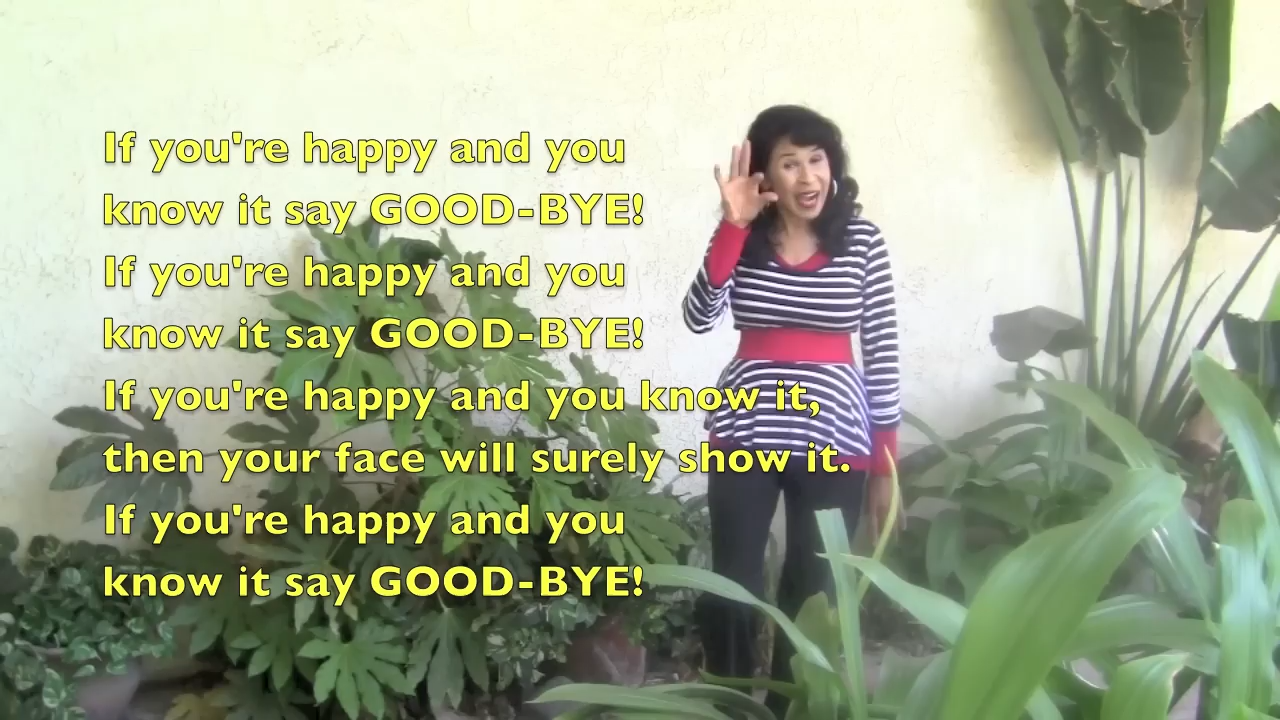 If you're happy and you
know it say GOOD-BYE!
If you're happy and you
know it say GOOD-BYE!
If you're happy and you know it,
then your face will surely show it.
If you're happy and you
know it say GOOD-BYE!